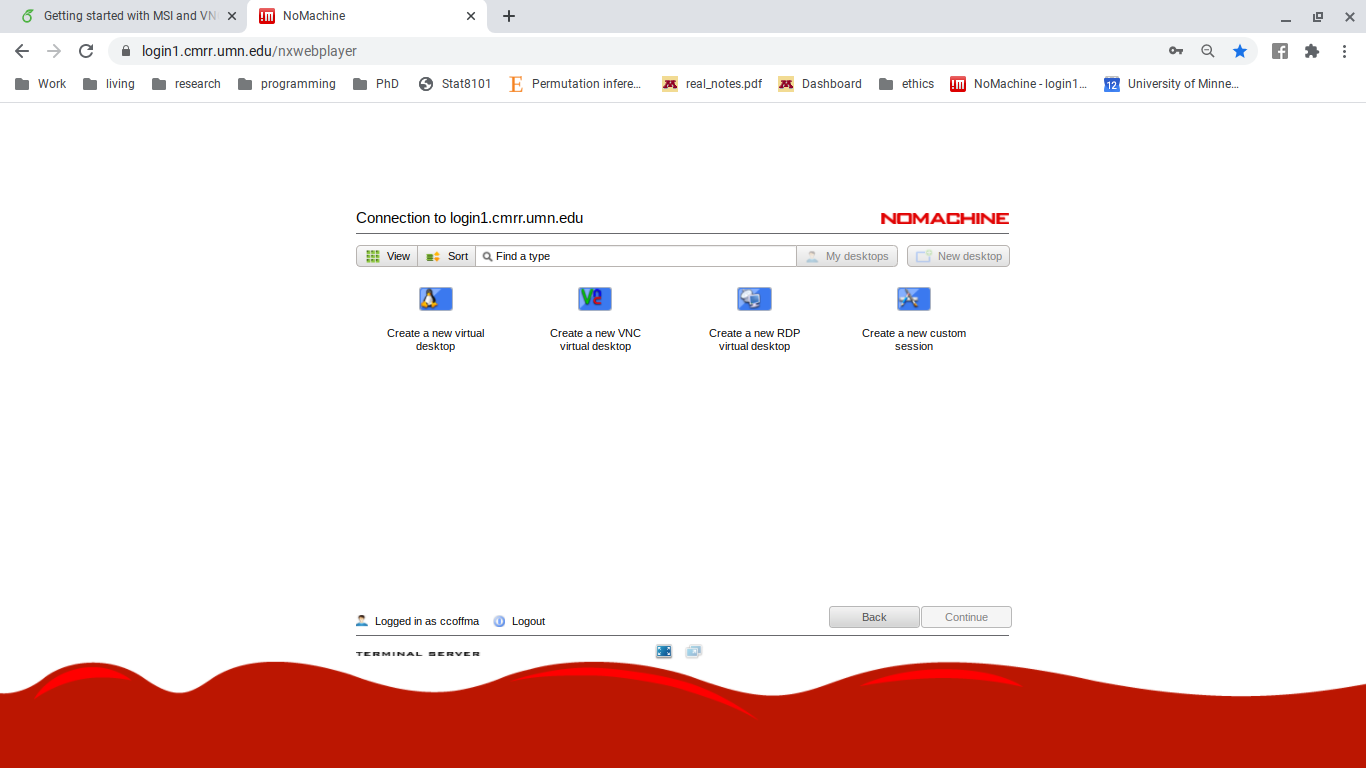 Getting started with MSI and VN
NoMachine
login1.cmrr.umn.edu/nxwebplayer
Work
living
research
programming
PhD
Stat8101
Permutation infere...
real_notes.pdf
Dashboard
ethics
NoMachine - login1...
University of Minne...
Connection to login1.cmrr.umn.edu
NOMACHINE
View
Sort
Find a type
My desktops
New desktop
Create a new virtual
desktop
Create a new VNC
virtual desktop
Create a new RDP
virtual desktop
Create a new custom
session
Logged in as ccoffma
Logout
Back
Continue
TERMINAL SERVER